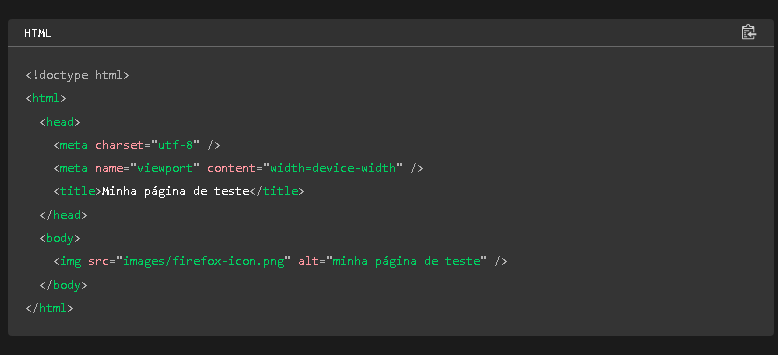 HTML
<!doctype html>
<html>
<head>
<meta charset="utf-8" />
<meta name="viewport" content="width=device-width" />
<title>Minha página de teste</title>
</head>
<body>
<img src="images/firefox-icon.png" alt="minha página de teste" />
</body>
</html>